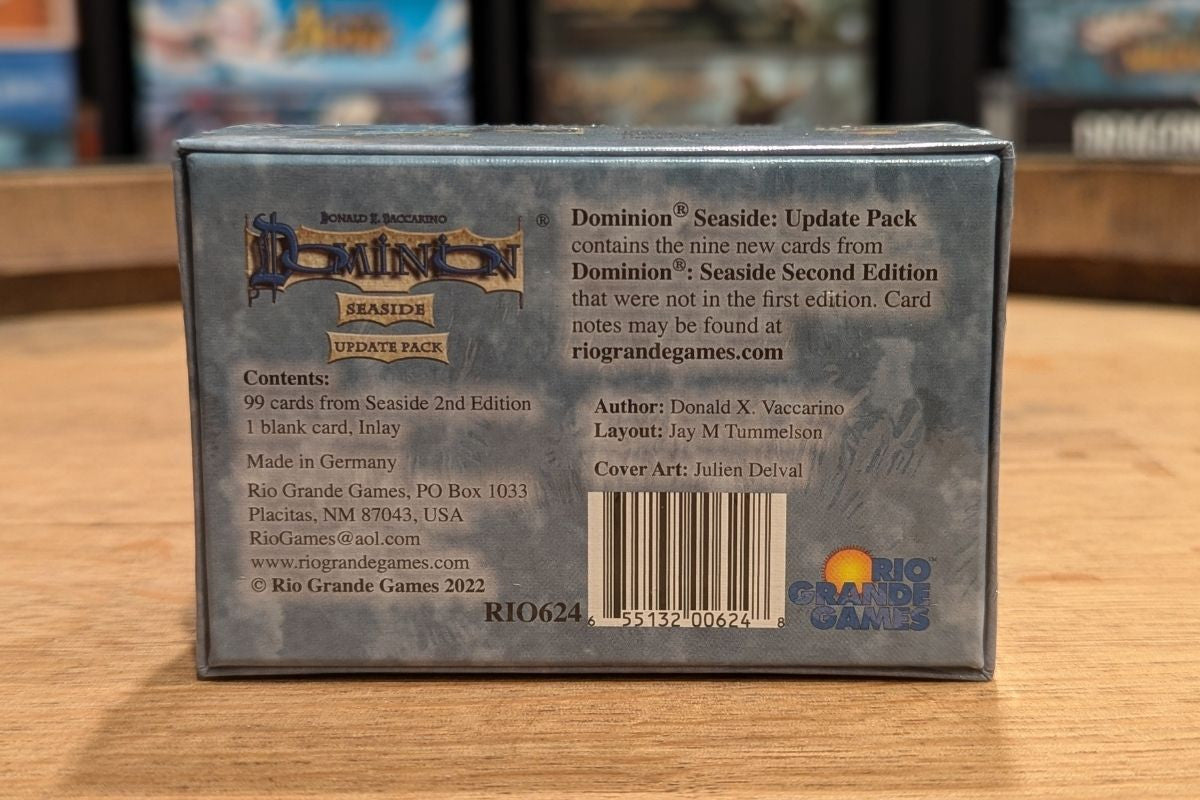 DONALD X. VACCARINO
DOMINION ®
SEASIDE
UPDATE PACK
Contents:
99 cards from Seaside 2nd Edition
1 blank card, Inlay
Made in Germany
Rio Grande Games, PO Box 1033
Placitas, NM 87043, USA
RioGames@aol.com
www.riograndegames.com
© Rio Grande Games 2022
Dominion® Seaside: Update Pack
contains the nine new cards from
Dominion®: Seaside Second Edition
that were not in the first edition. Card
notes may be found at
riograndegames.com
Author: Donald X. Vaccarino
Layout: Jay M Tummelson
Cover Art: Julien Delval
RIO624
6 55132 00624 8
RIO™
GRANDE
GAMES